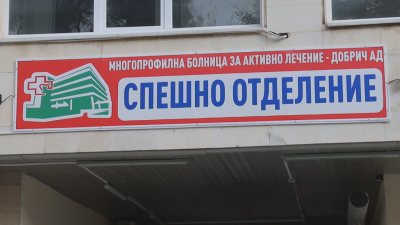 МНОГОПРОФИЛНА БОЛНИЦА ЗА АКТИВНО ЛЕЧЕНИЕ - ДОБРИЧ АД
СПЕШНО ОТДЕЛЕНИЕ